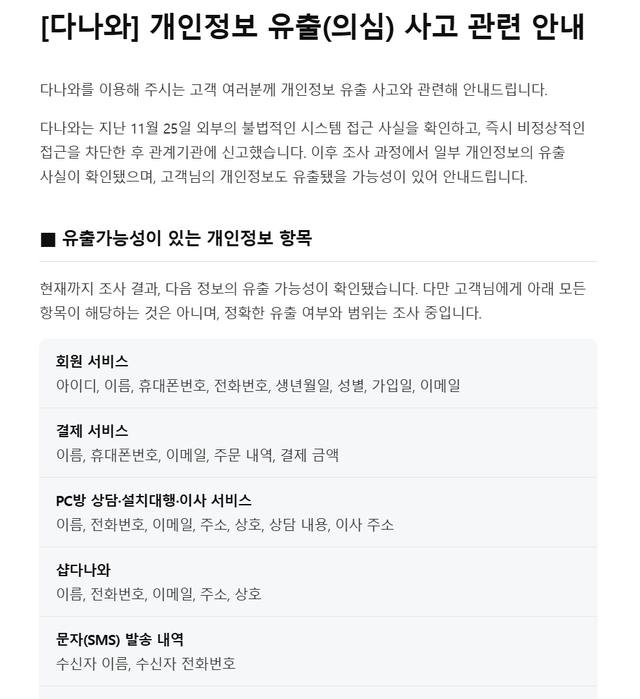 [다나와] 개인정보 유출(의심) 사고 관련 안내
다나와를 이용해 주시는 고객 여러분께 개인정보 유출 사고와 관련해 안내드립니다.
다나와는 지난 11월 25일 외부의 불법적인 시스템 접근 사실을 확인하고, 즉시 비정상적인
접근을 차단한 후 관계기관에 신고했습니다. 이후 조사 과정에서 일부 개인정보의 유출
사실이 확인됐으며, 고객님의 개인정보도 유출됐을 가능성이 있어 안내드립니다.
■ 유출가능성이 있는 개인정보 항목
현재까지 조사 결과, 다음 정보의 유출 가능성이 확인됐습니다. 다만 고객님에게 아래 모든
항목이 해당하는 것은 아니며, 정확한 유출 여부와 범위는 조사 중입니다.
회원 서비스
아이디, 이름, 휴대폰번호, 전화번호, 생년월일, 성별, 가입일, 이메일
결제 서비스
이름, 휴대폰번호, 이메일, 주문 내역, 결제 금액
PC방 상담·설치대행·이사 서비스
이름, 전화번호, 이메일, 주소, 상호, 상담 내용, 이사 주소
샵다나와
이름, 전화번호, 이메일, 주소, 상호
문자(SMS) 발송 내역
수신자 이름, 수신자 전화번호